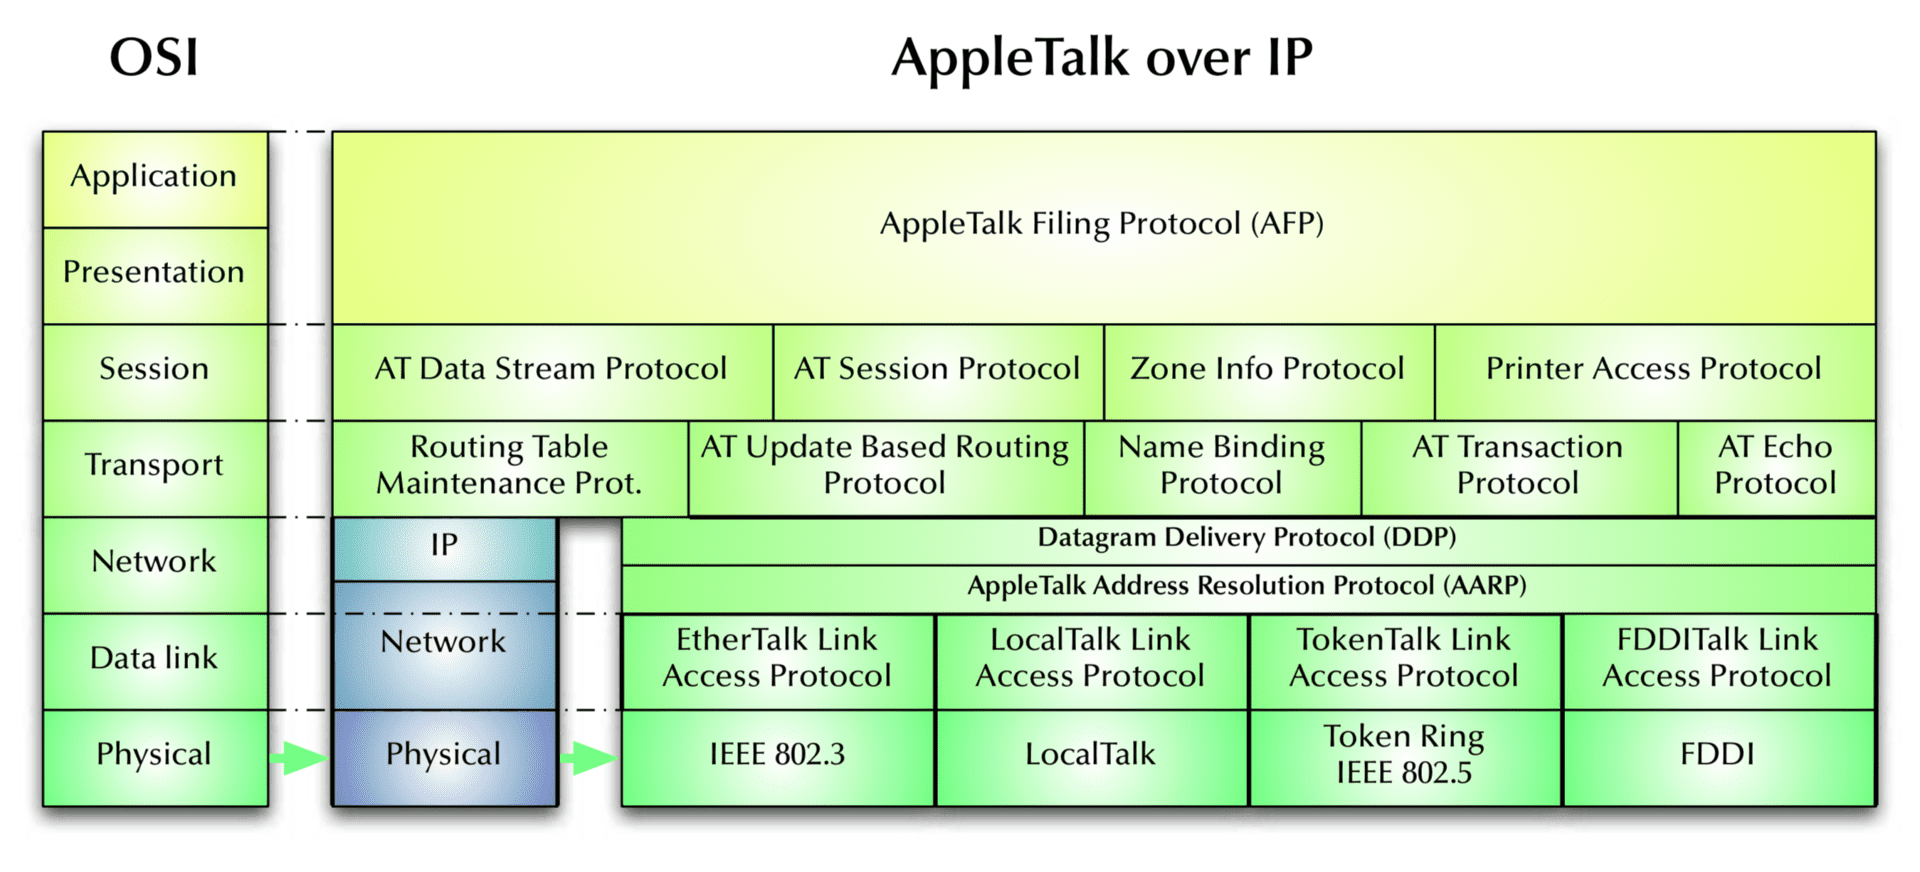 OSI
AppleTalk over IP
Application
AppleTalk Filing Protocol (AFP)
Presentation
Session
AT Data Stream Protocol
AT Session Protocol
Zone Info Protocol
Printer Access Protocol
Transport
Routing Table
Maintenance Prot.
AT Update Based Routing
Protocol
Name Binding
Protocol
AT Transaction
Protocol
AT Echo
Protocol
Network
IP
Datagram Delivery Protocol (DDP)
AppleTalk Address Resolution Protocol (AARP)
Data link
Network
EtherTalk Link
Access Protocol
LocalTalk Link
Access Protocol
TokenTalk Link
Access Protocol
FDDITalk Link
Access Protocol
Physical
Physical
IEEE 802.3
LocalTalk
Token Ring
IEEE 802.5
FDDI